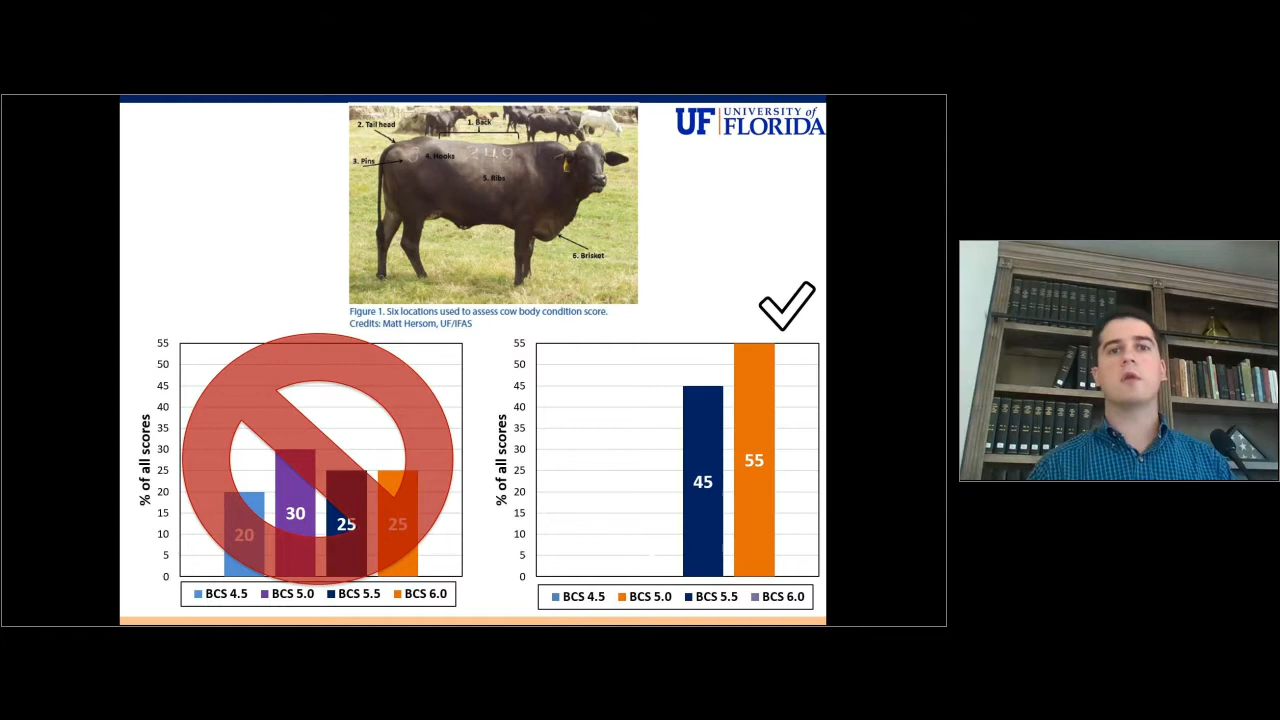 UF UNIVERSITY of
FLORIDA
1. Back
2. Tail head
3. Pins
4. Hooks
249
5. Ribs
6. Brisket
Figure 1. Six locations used to assess cow body condition score.
Credits: Matt Hersom, UF/IFAS
% of all scores
55
50
45
40
35
30
25
20
15
10
5
0
20
30
25
25
BCS 4.5 BCS 5.0 BCS 5.5 BCS 6.0
% of all scores
55
50
45
40
35
30
25
20
15
10
5
0
45
55
BCS 4.5 BCS 5.0 BCS 5.5 BCS 6.0